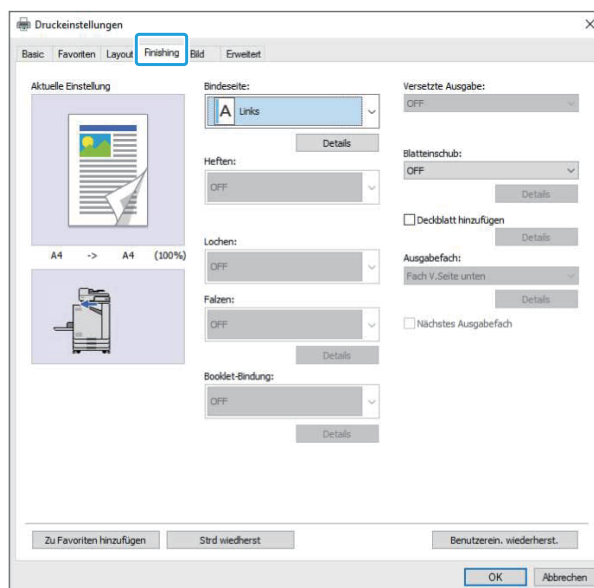 Druckeinstellungen
Basic Favoriten Layout Finishing Bild Erweitert
Aktuelle Einstellung
A4 -> A4 (100%)
Bindeseite:
A Links
Details
Heften:
OFF
Lochen:
OFF
Falzen:
OFF
Details
Booklet-Bindung:
OFF
Details
Versetzte Ausgabe:
OFF
Blatteinschub:
OFF
Details
Deckblatt hinzufügen
Details
Ausgabefach:
Fach V.Seite unten
Details
Nächstes Ausgabefach
Zu Favoriten hinzufügen Strd wiedherst Benutzerein. wiederherst.
OK Abbrechen